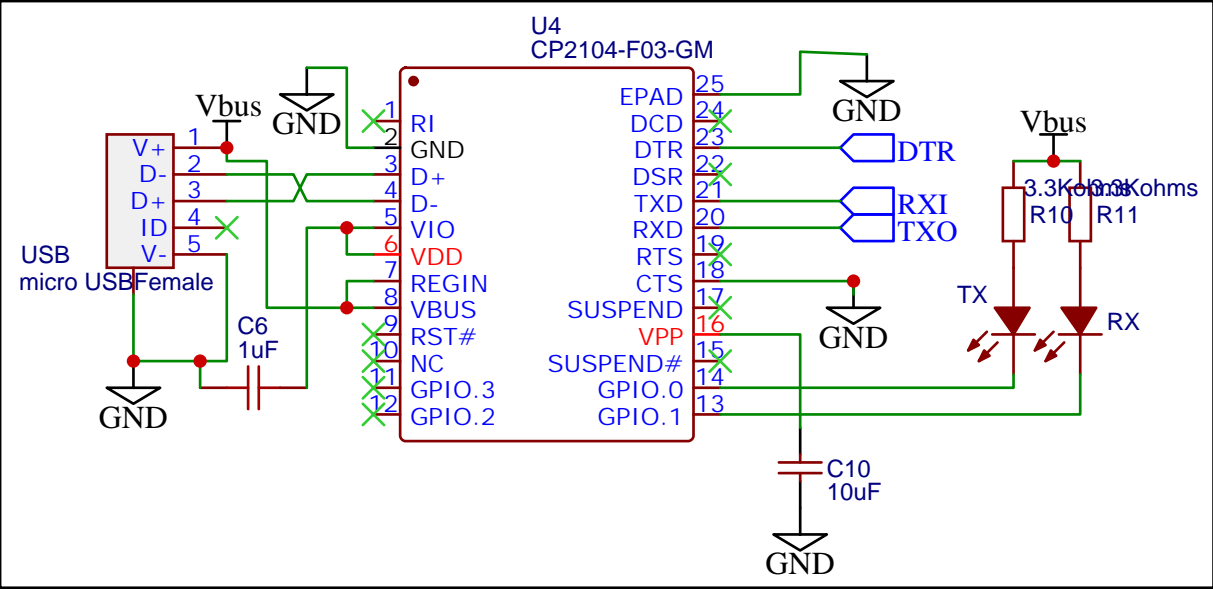 U4
CP2104-F03-GM
Vbus
GND
V+
D-
D+
ID
V-
1
2
3
4
5
USB
micro USBFemale
GND
C6
1uF
1
RI
2
GND
3
D+
4
D-
5
VIO
6
VDD
7
REGIN
8
VBUS
9
RST#
10
NC
11
GPIO.3
12
GPIO.2
EPAD
25
DCD
24
DTR
23
DSR
22
TXD
21
RXD
20
RTS
19
CTS
18
SUSPEND
17
VPP
16
SUSPEND#
15
GPIO.0
14
GPIO.1
13
GND
DTR
RXI
TXO
GND
C10
10uF
GND
Vbus
3.3Kohms
R10
3.3Kohms
R11
TX
RX